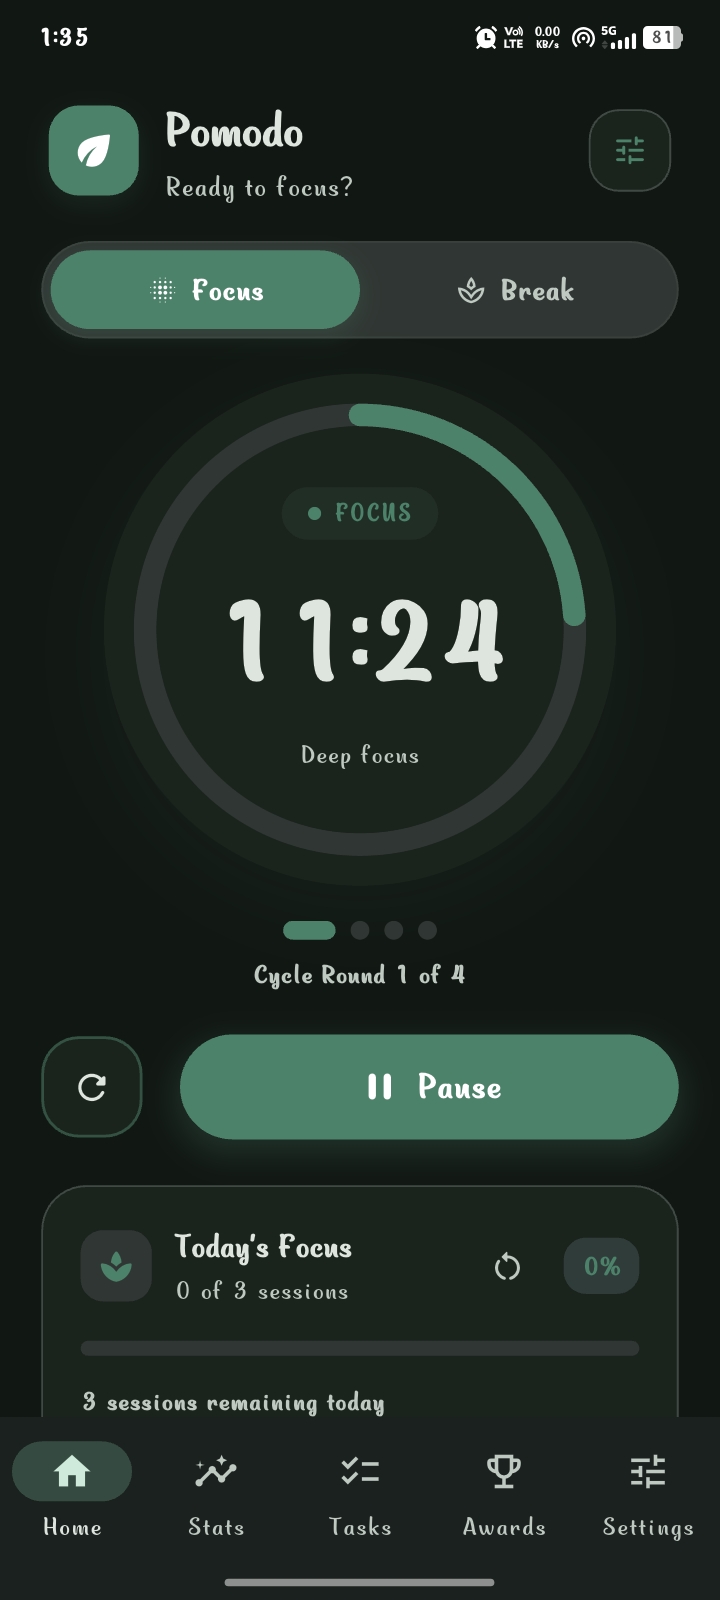 1:35
Vo) LTE 0.00 KB/s 5G 81
Pomodo
Ready to focus?
Focus
Break
FOCUS
11:24
Deep focus
Cycle Round 1 of 4
Pause
Today's Focus
0 of 3 sessions
0%
3 sessions remaining today
Home
Stats
Tasks
Awards
Settings